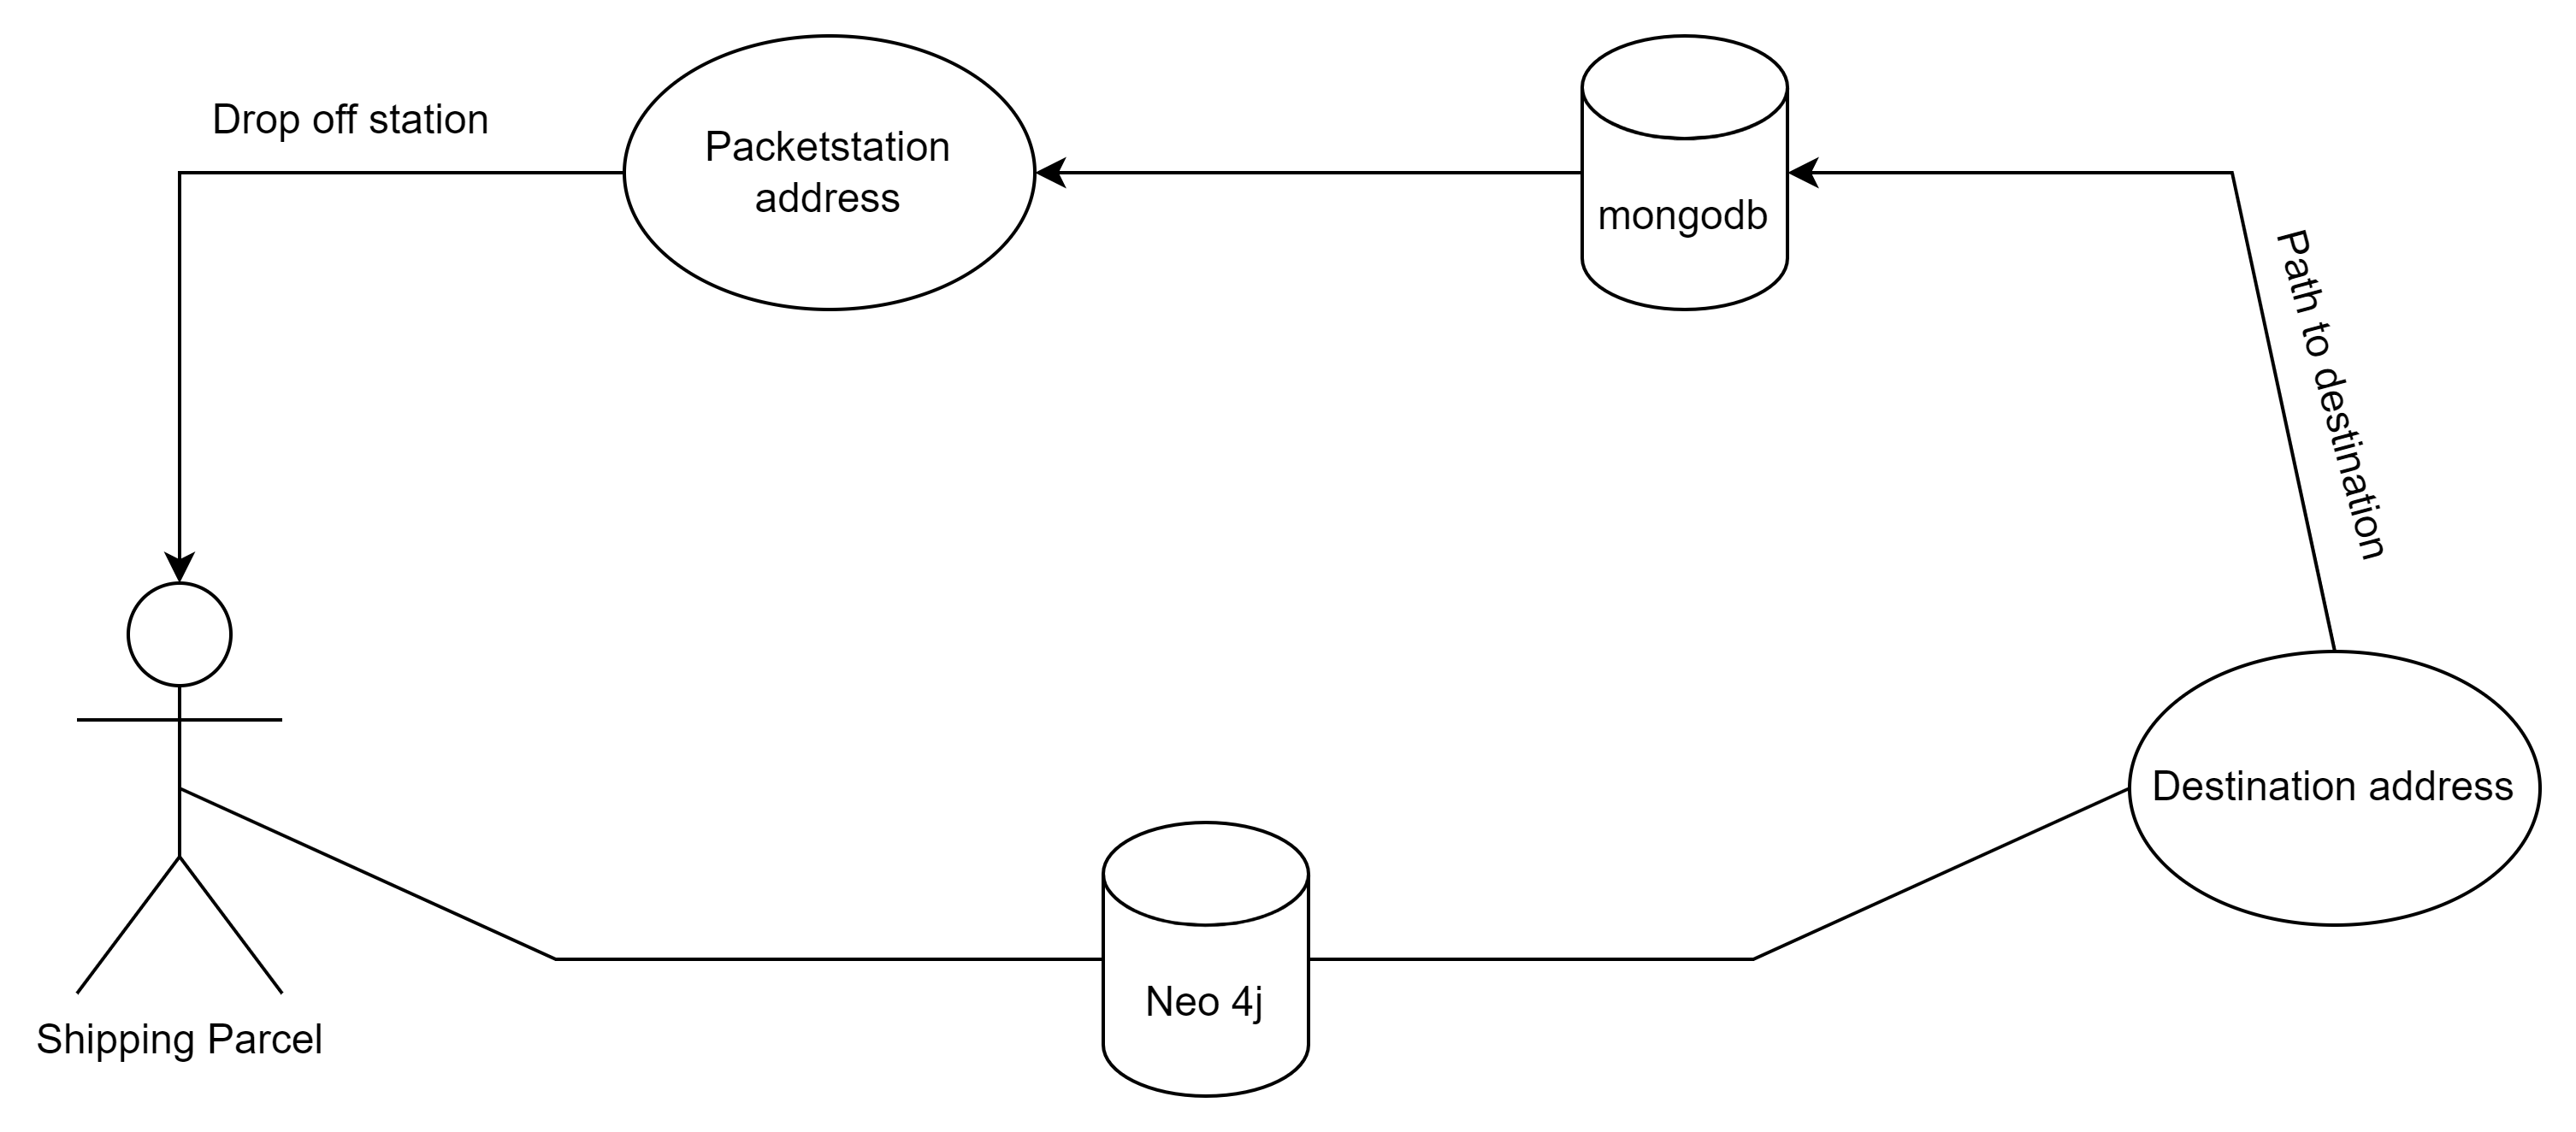 Drop off station
Packetstation
address
mongodb
Path to destination
Destination address
Neo 4j
Shipping Parcel